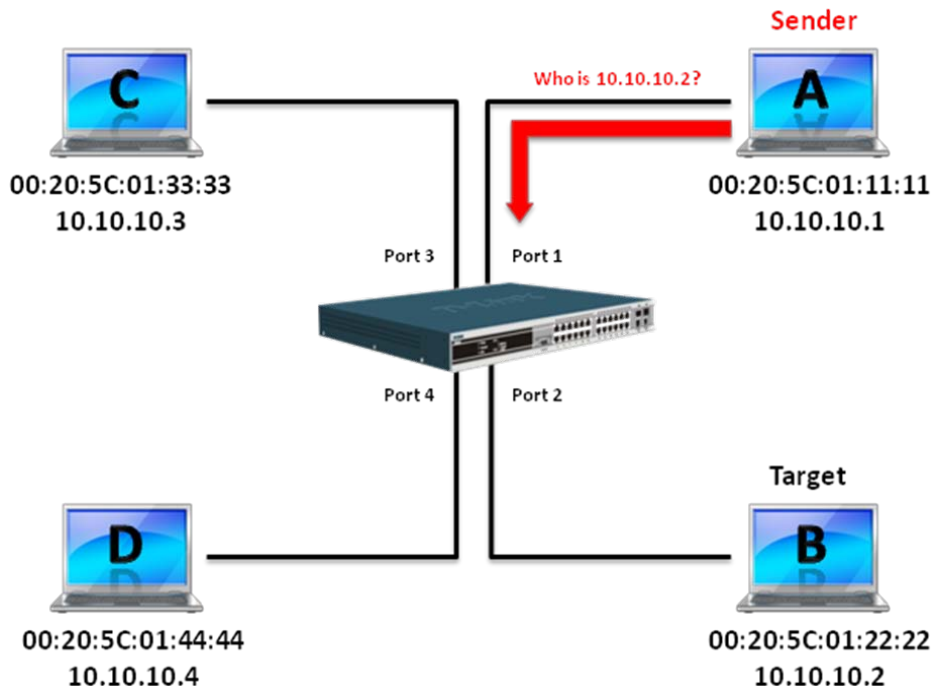 Sender
Who is 10.10.10.2?
C
A
00:20:5C:01:33:33
10.10.10.3
00:20:5C:01:11:11
10.10.10.1
Port 3
Port 1
Port 4
Port 2
Target
D
B
00:20:5C:01:44:44
10.10.10.4
00:20:5C:01:22:22
10.10.10.2